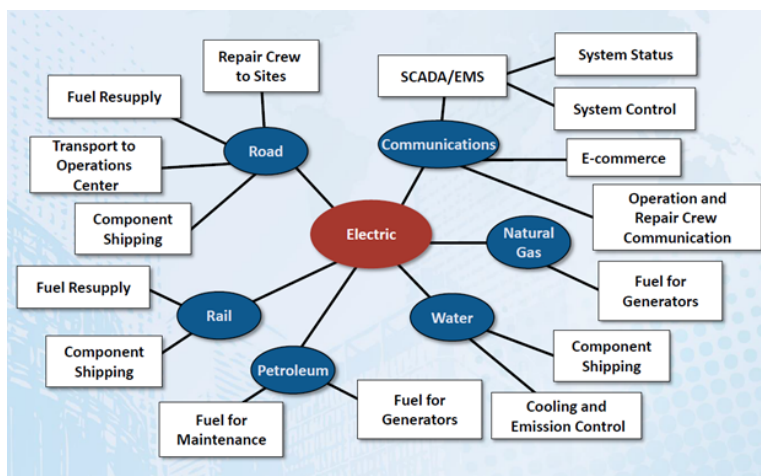 Repair Crew
to Sites
System Status
SCADA/EMS
Fuel Resupply
System Control
Road
Communications
Transport to
Operations
Center
E-commerce
Component
Shipping
Operation and
Repair Crew
Communication
Electric
Natural
Gas
Fuel Resupply
Fuel for
Generators
Rail
Water
Component
Shipping
Component
Shipping
Petroleum
Fuel for
Maintenance
Fuel for
Generators
Cooling and
Emission Control